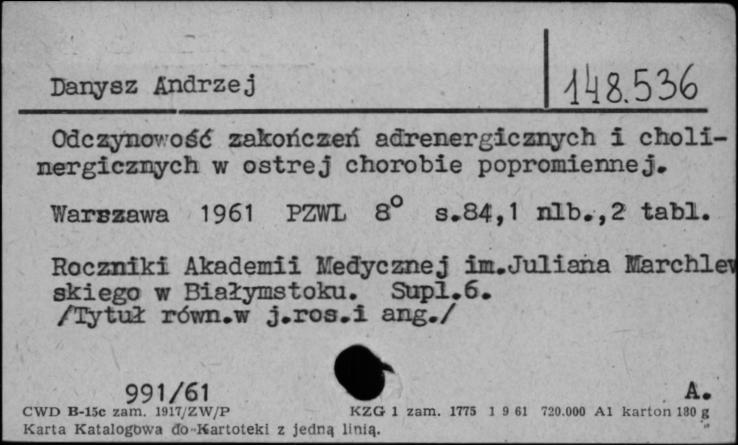 Danysz Andrzej 148.536
Odczynowość zakończeń adrenergicznych i choli-
nergicznych w ostrej chorobie popromiennej.
Warszawa 1961 PZWL 8° s.84,1 nlb.,2 tabl.
Roczniki Akademii Medycznej im.Juliana Marchlew
skiego w Białymstoku. Supl.6.
/Tytuł równ.w j.ros.i ang./
991/61 A.
CWD B-15c zam. 1917/ZW/P KZG 1 zam. 1775 1 9 61 720.000 A1 karton 180 g
Karta Katalogowa do Kartoteki z jedną linią.